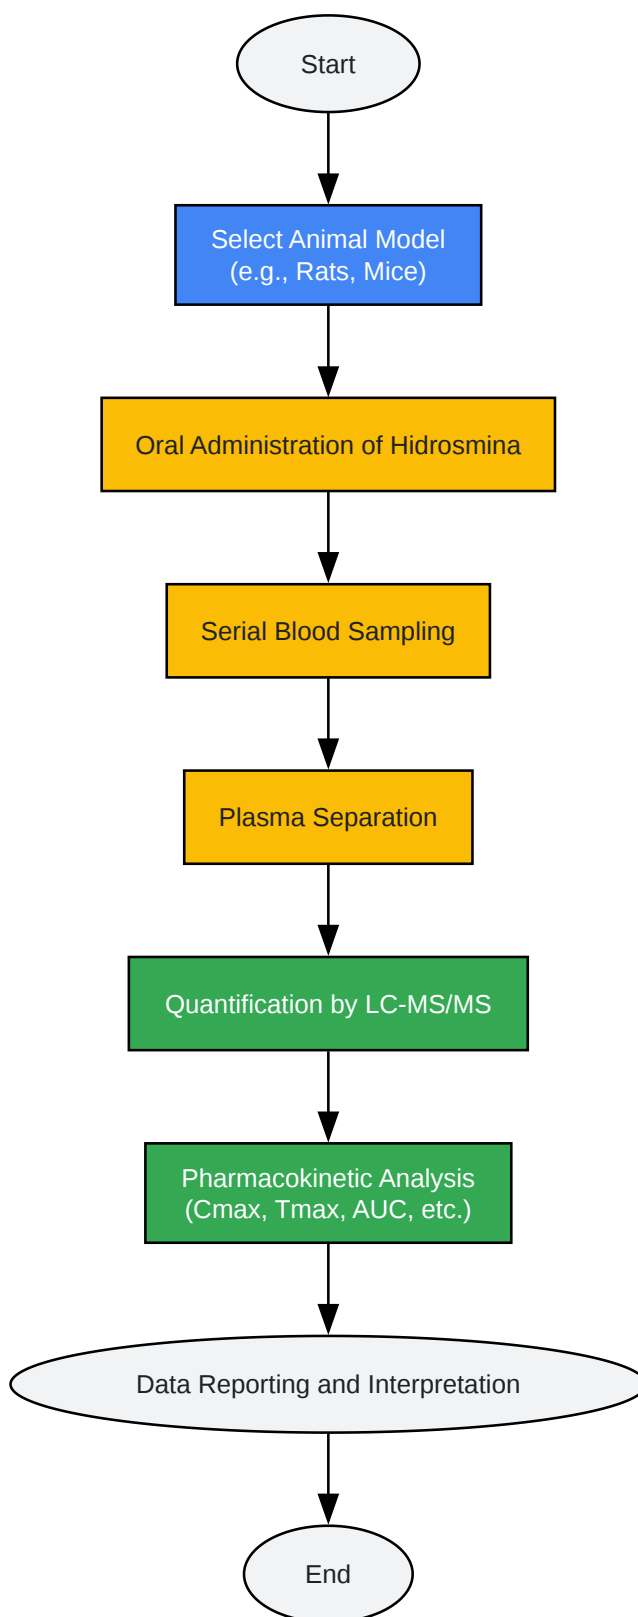 Start
Select Animal Model
(e.g., Rats, Mice)
Oral Administration of Hidrosmina
Serial Blood Sampling
Plasma Separation
Quantification by LC-MS/MS
Pharmacokinetic Analysis
(Cmax, Tmax, AUC, etc.)
Data Reporting and Interpretation
End